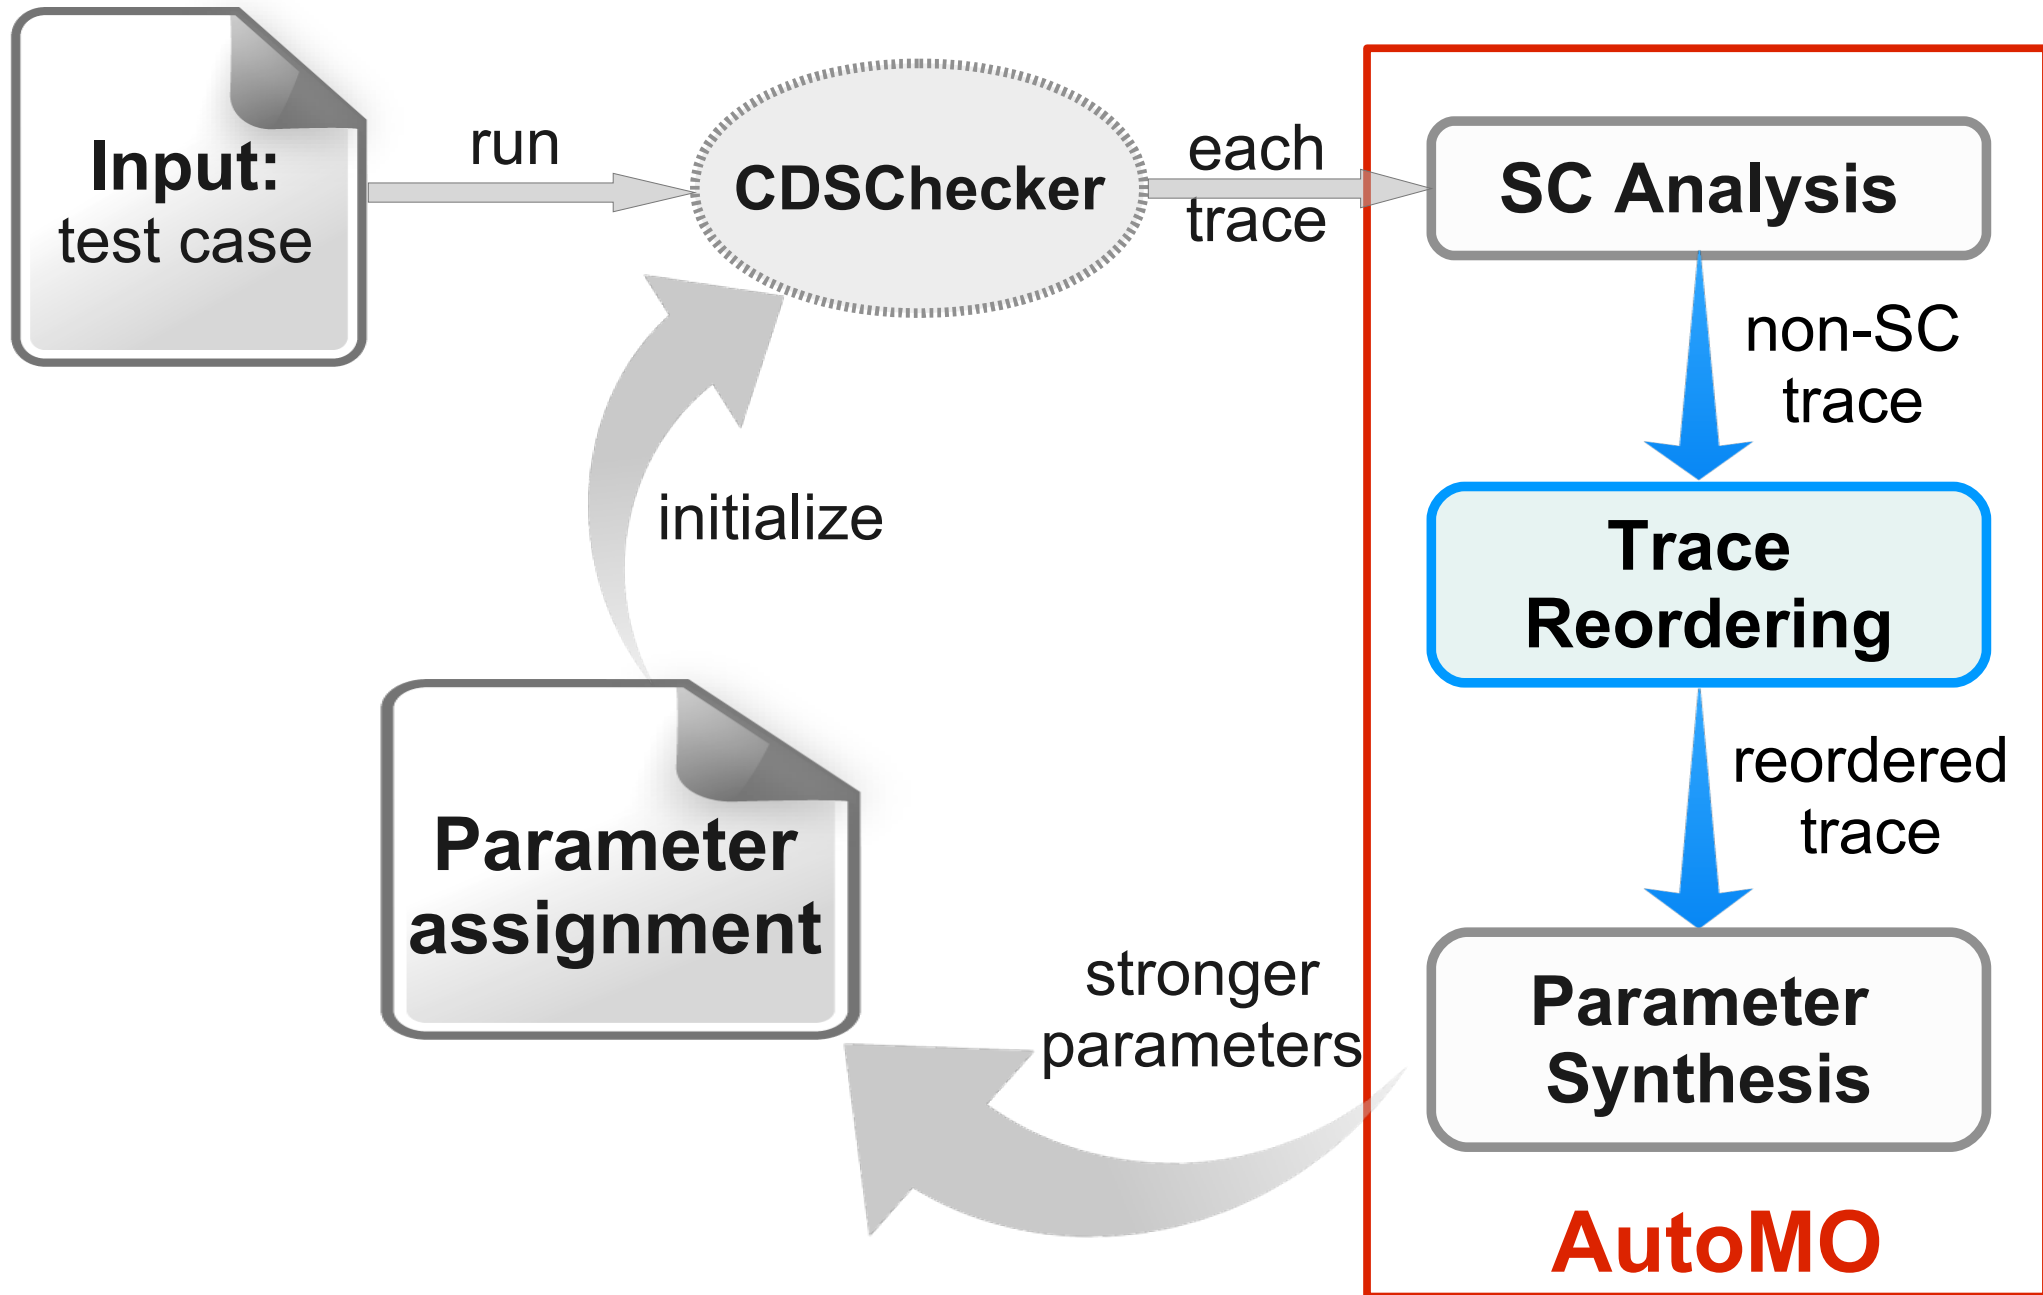 Input:
test case
run
CDSChecker
each
trace
SC Analysis
non-SC
trace
Trace
Reordering
reordered
trace
Parameter
Synthesis
AutoMO
stronger
parameters
Parameter
assignment
initialize